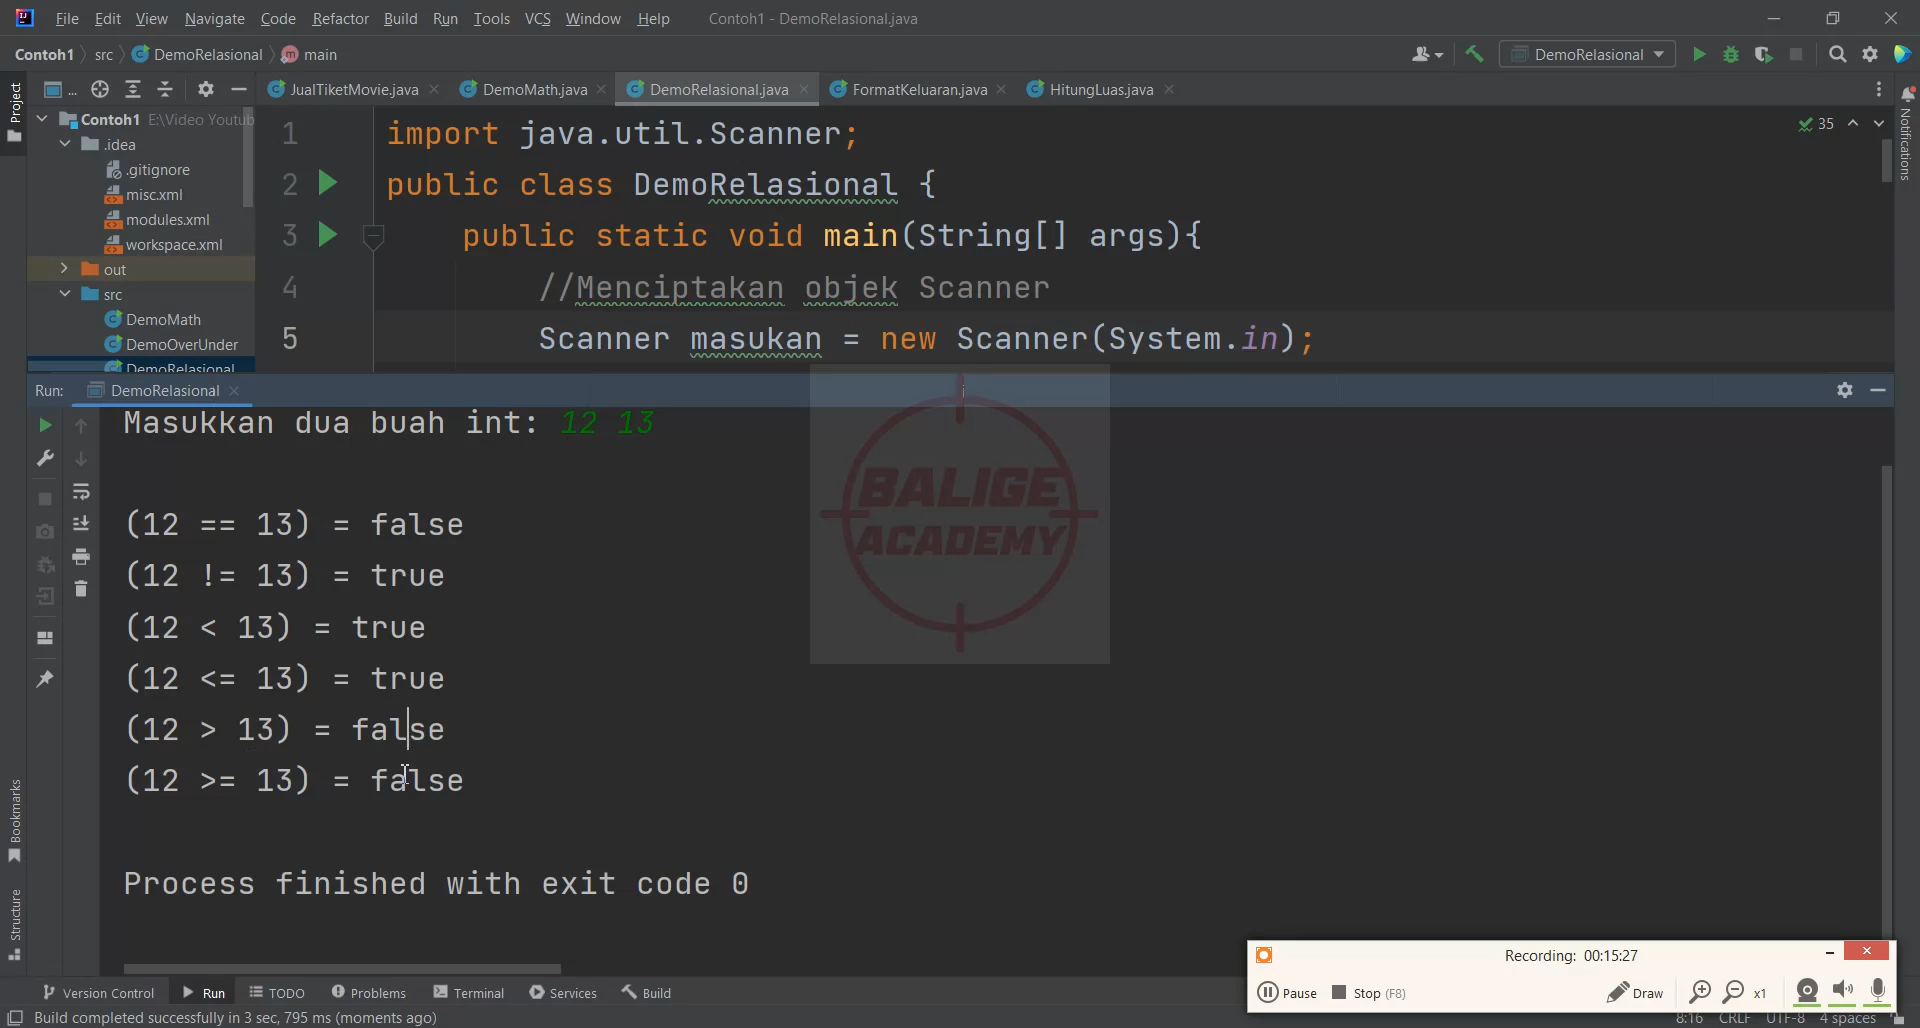 File Edit View Navigate Code Refactor Build Run Tools VCS Window Help Contoh1 - DemoRelasional.java
Contoh1 src DemoRelasional main DemoRelasional
Project ... JualTiketMovie.java DemoMath.java DemoRelasional.java FormatKeluaran.java HitungLuas.java
Contoh1 E:\Video Youtub
.idea
.gitignore
misc.xml
modules.xml
workspace.xml
out
src
DemoMath
DemoOverUnder
DemoRelasional
1 import java.util.Scanner;
2 public class DemoRelasional {
3 public static void main(String[] args){
4 //Menciptakan objek Scanner
5 Scanner masukan = new Scanner(System.in);
35
Notifications
Run: DemoRelasional
Masukkan dua buah int: 12 13
(12 == 13) = false
(12 != 13) = true
(12 < 13) = true
(12 <= 13) = true
(12 > 13) = false
(12 >= 13) = false
Process finished with exit code 0
BALIGE
ACADEMY
Bookmarks
Structure
Recording: 00:15:27
Pause Stop (F8) Draw x1
Version Control Run TODO Problems Terminal Services Build
Build completed successfully in 3 sec, 795 ms (moments ago) 8:16 CRLF UTF-8 4 spaces